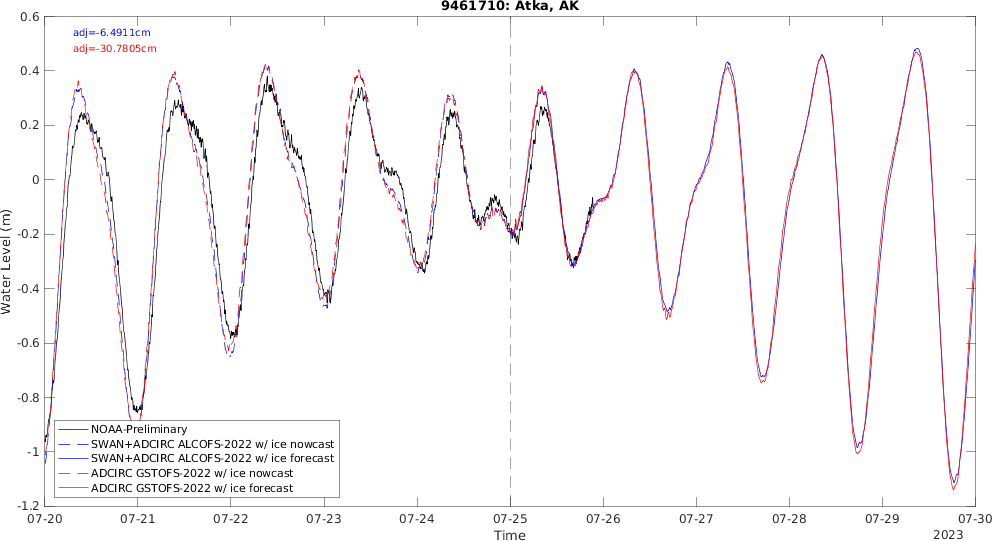 9461710: Atka, AK
adj=-6.4911cm
adj=-30.7805cm
0.6
0.4
0.2
0
-0.2
-0.4
-0.6
-0.8
-1
-1.2
Water Level (m)
NOAA-Preliminary
SWAN+ADCIRC ALCOFS-2022 w/ ice nowcast
SWAN+ADCIRC ALCOFS-2022 w/ ice forecast
ADCIRC GSTOFS-2022 w/ ice nowcast
ADCIRC GSTOFS-2022 w/ ice forecast
07-20 07-21 07-22 07-23 07-24 07-25 07-26 07-27 07-28 07-29 07-30
Time
2023